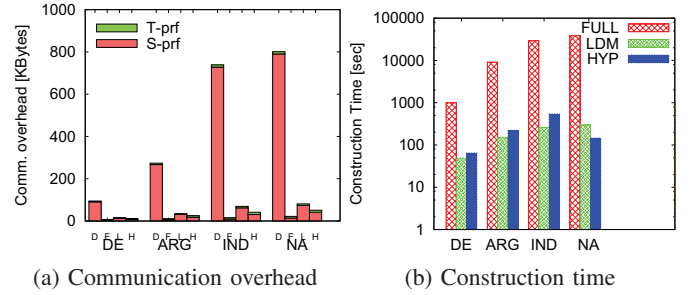 T-prf
S-prf
Comm. overhead [KBytes]
1000
800
600
400
200
0
D F L H D F L H D F L H D F L H
DE ARG IND NA
(a) Communication overhead
FULL
LDM
HYP
Construction Time [sec]
100000
10000
1000
100
10
1
DE ARG IND NA
(b) Construction time